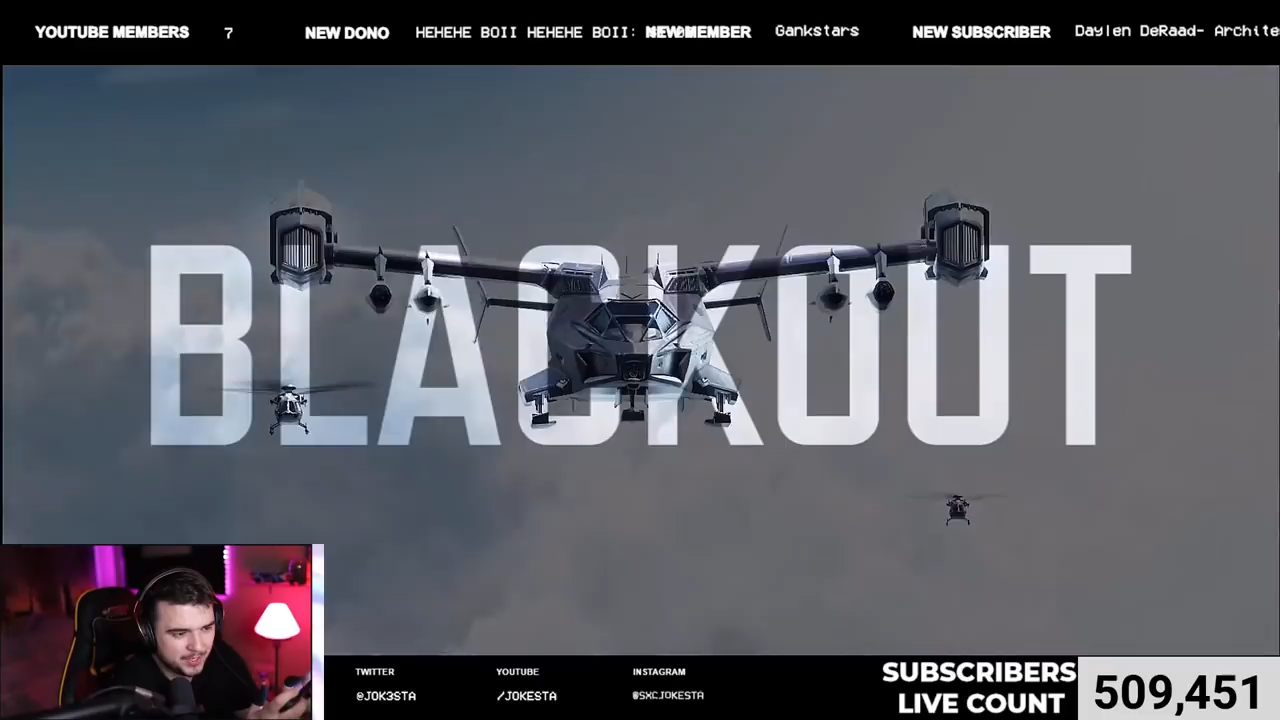 YOUTUBE MEMBERS 7 NEW DONO HEHEHE BOII HEHEHE BOII: NEW MEMBER Gankstars NEW SUBSCRIBER Daylen DeRaad- Archite
BLACKOUT
TWITTER YOUTUBE INSTAGRAM
@JOK3STA /JOKESTA @SXCJOKESTA
SUBSCRIBERS
LIVE COUNT
509,451